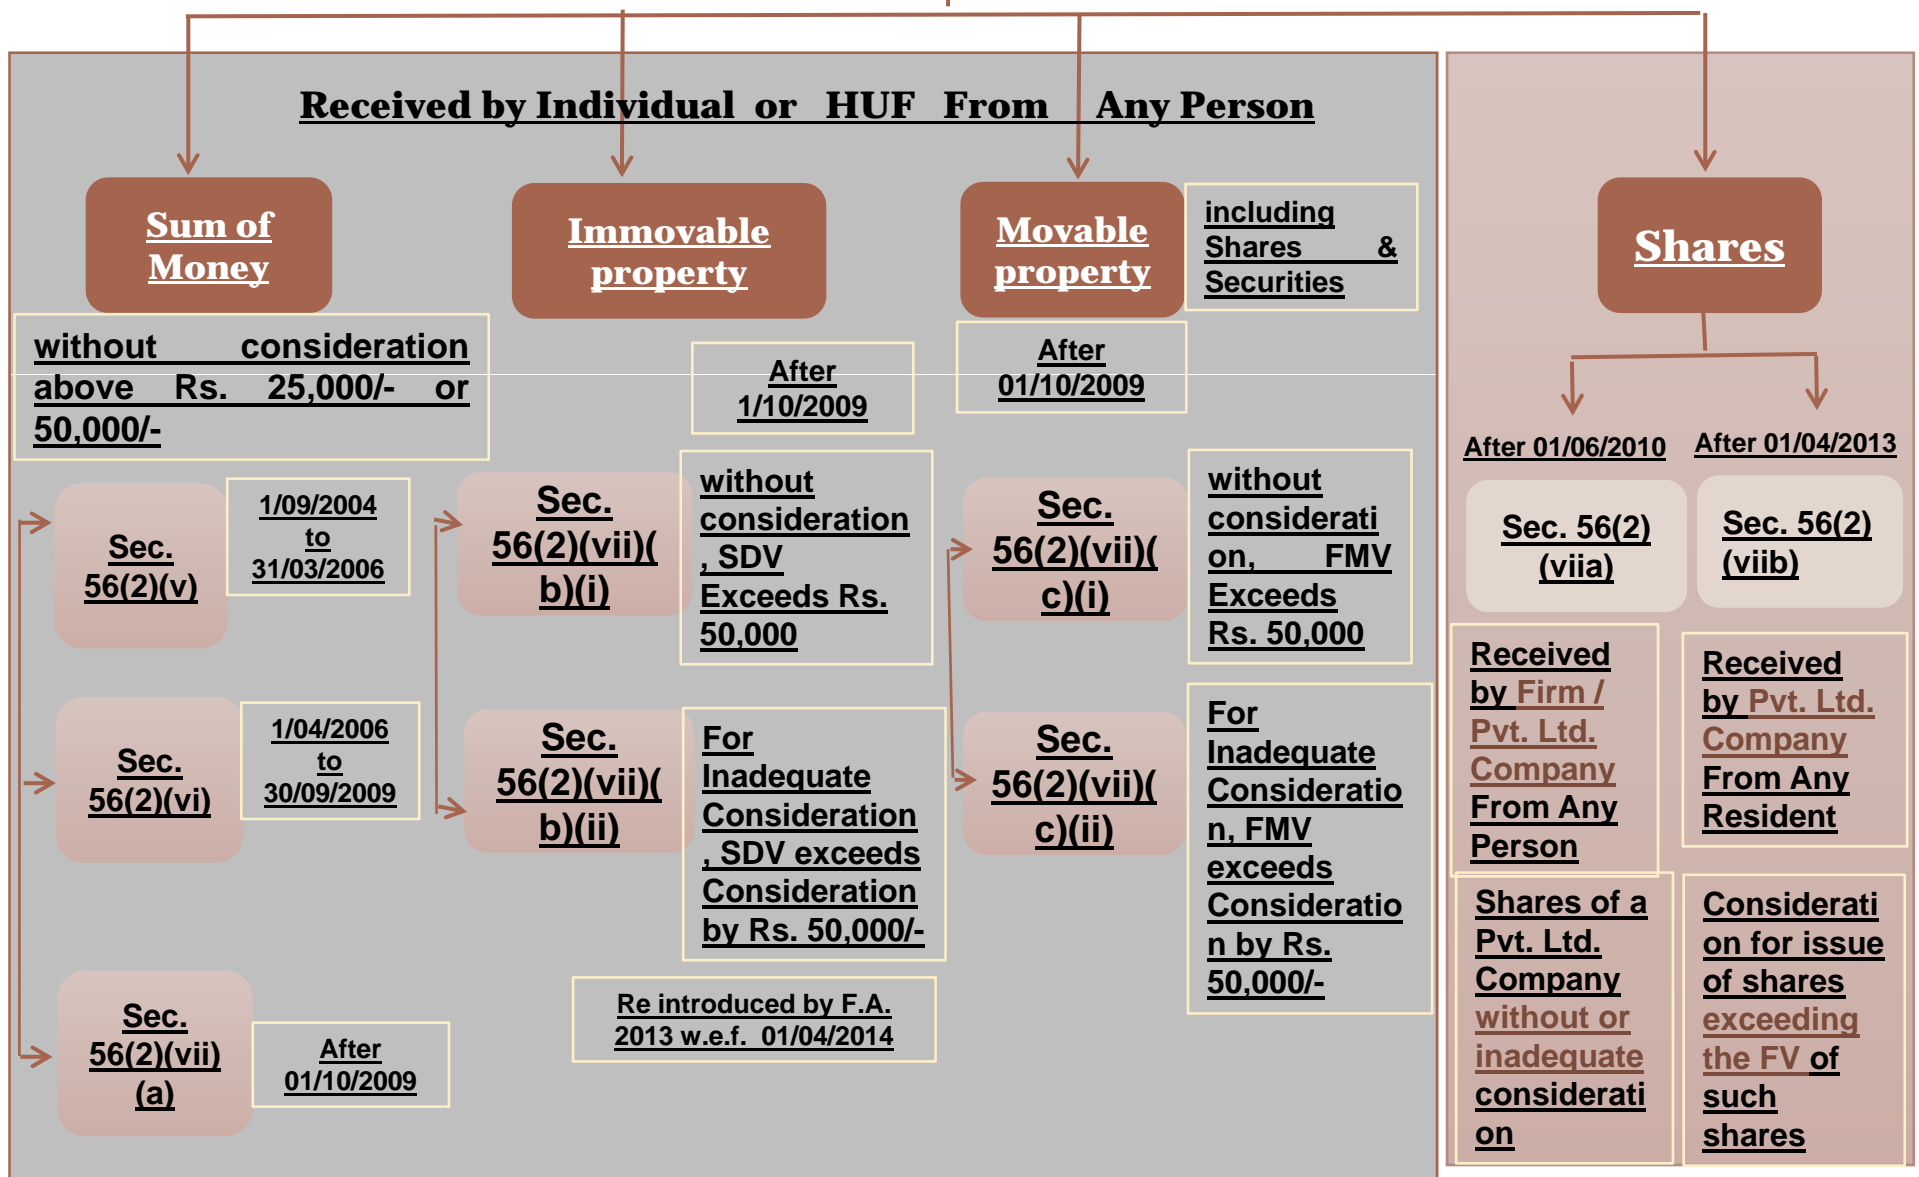 Received by Individual or HUF From Any Person
Sum of
Money
Immovable
property
Movable
property
including
Shares &
Securities
Shares
without consideration
above Rs. 25,000/- or
50,000/-
After
1/10/2009
After
01/10/2009
After 01/06/2010
After 01/04/2013
Sec.
56(2)(v)
1/09/2004
to
31/03/2006
Sec.
56(2)(vii)(
b)(i)
without
consideration
, SDV
Exceeds Rs.
50,000
Sec.
56(2)(vii)(
c)(i)
without
considerati
on, FMV
Exceeds
Rs. 50,000
Sec. 56(2)
(viia)
Sec. 56(2)
(viib)
Sec.
56(2)(vi)
1/04/2006
to
30/09/2009
Sec.
56(2)(vii)(
b)(ii)
For
Inadequate
Consideration
, SDV exceeds
Consideration
by Rs. 50,000/-
Sec.
56(2)(vii)(
c)(ii)
For
Inadequate
Consideratio
n, FMV
exceeds
Consideratio
n by Rs.
50,000/-
Received
by Firm /
Pvt. Ltd.
Company
From Any
Person
Received
by Pvt. Ltd.
Company
From Any
Resident
Sec.
56(2)(vii)
(a)
After
01/10/2009
Re introduced by F.A.
2013 w.e.f. 01/04/2014
Shares of a
Pvt. Ltd.
Company
without or
inadequate
considerati
on
Considerati
on for issue
of shares
exceeding
the FV of
such
shares